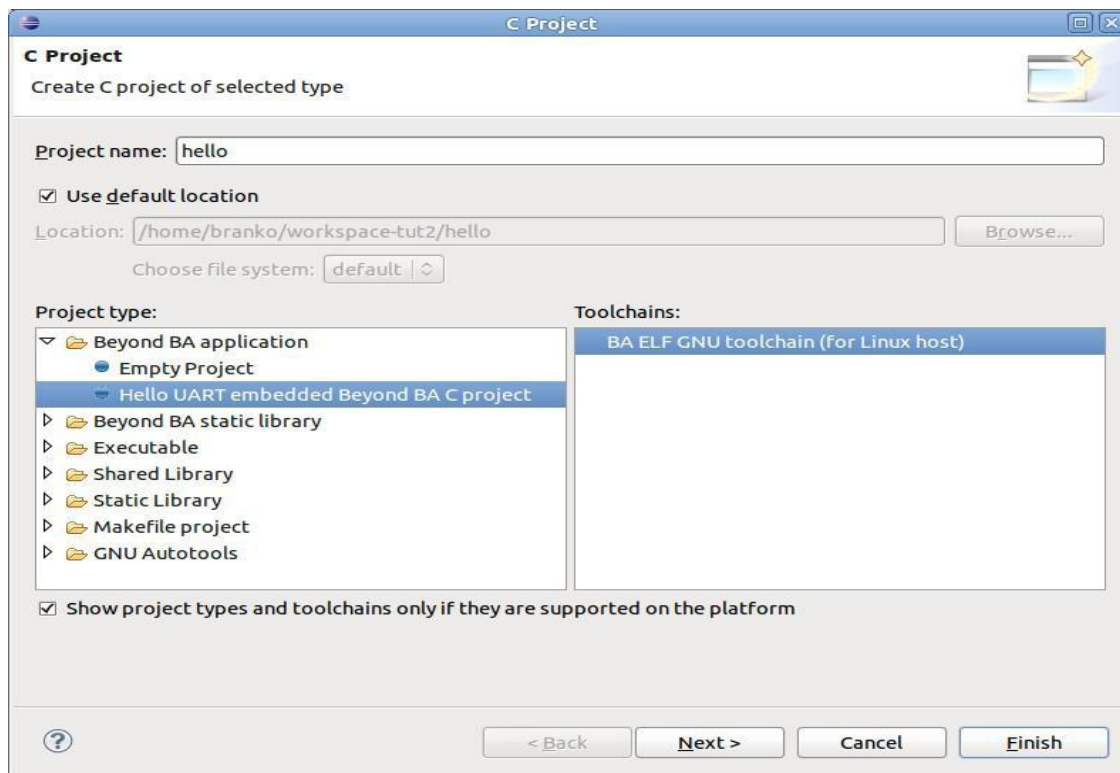 C Project
C Project
Create C project of selected type
Project name: hello
Use default location
Location: /home/branko/workspace-tut2/hello Browse...
Choose file system: default
Project type: Toolchains:
Beyond BA application BA ELF GNU toolchain (for Linux host)
Empty Project
Hello UART embedded Beyond BA C project
Beyond BA static library
Executable
Shared Library
Static Library
Makefile project
GNU Autotools
Show project types and toolchains only if they are supported on the platform
? < Back Next > Cancel Finish